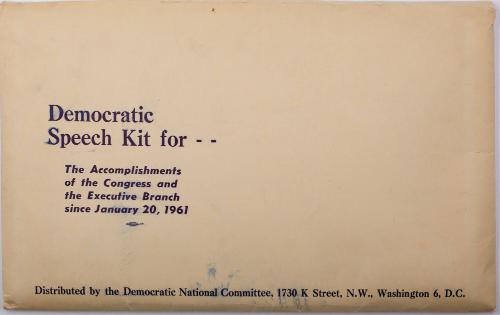 Democratic
Speech Kit for - -
The Accomplishments
of the Congress and
the Executive Branch
since January 20, 1961
Distributed by the Democratic National Committee, 1730 K Street, N.W., Washington 6, D.C.